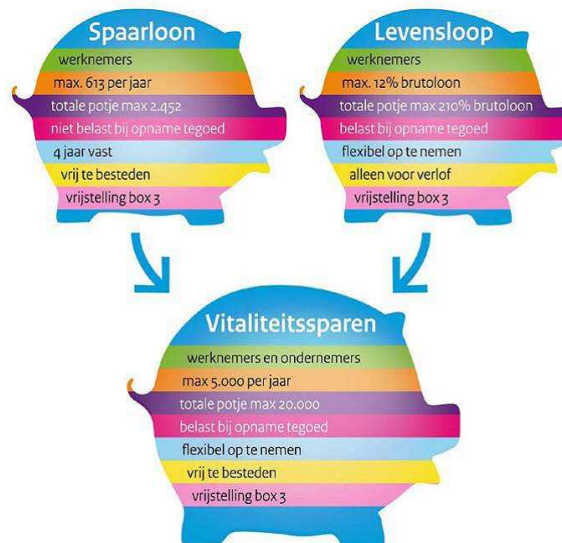 Spaarloon
werknemers
max. 613 per jaar
totale potje max 2.452
niet belast bij opname tegoed
4 jaar vast
vrij te besteden
vrijstelling box 3
Levensloop
werknemers
max. 12% brutoloon
totale potje max 210% brutoloon
belast bij opname tegoed
flexibel op te nemen
alleen voor verlof
vrijstelling box 3
Vitaliteitssparen
werknemers en ondernemers
max 5.000 per jaar
totale potje max 20.000
belast bij opname tegoed
flexibel op te nemen
vrij te besteden
vrijstelling box 3